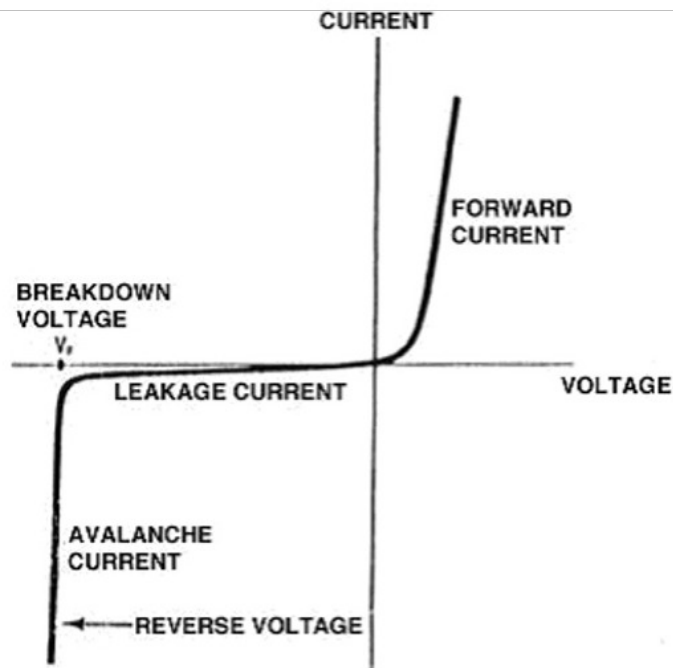 CURRENT
FORWARD
CURRENT
BREAKDOWN
VOLTAGE
VOLTAGE
LEAKAGE CURRENT
AVALANCHE
CURRENT
REVERSE VOLTAGE